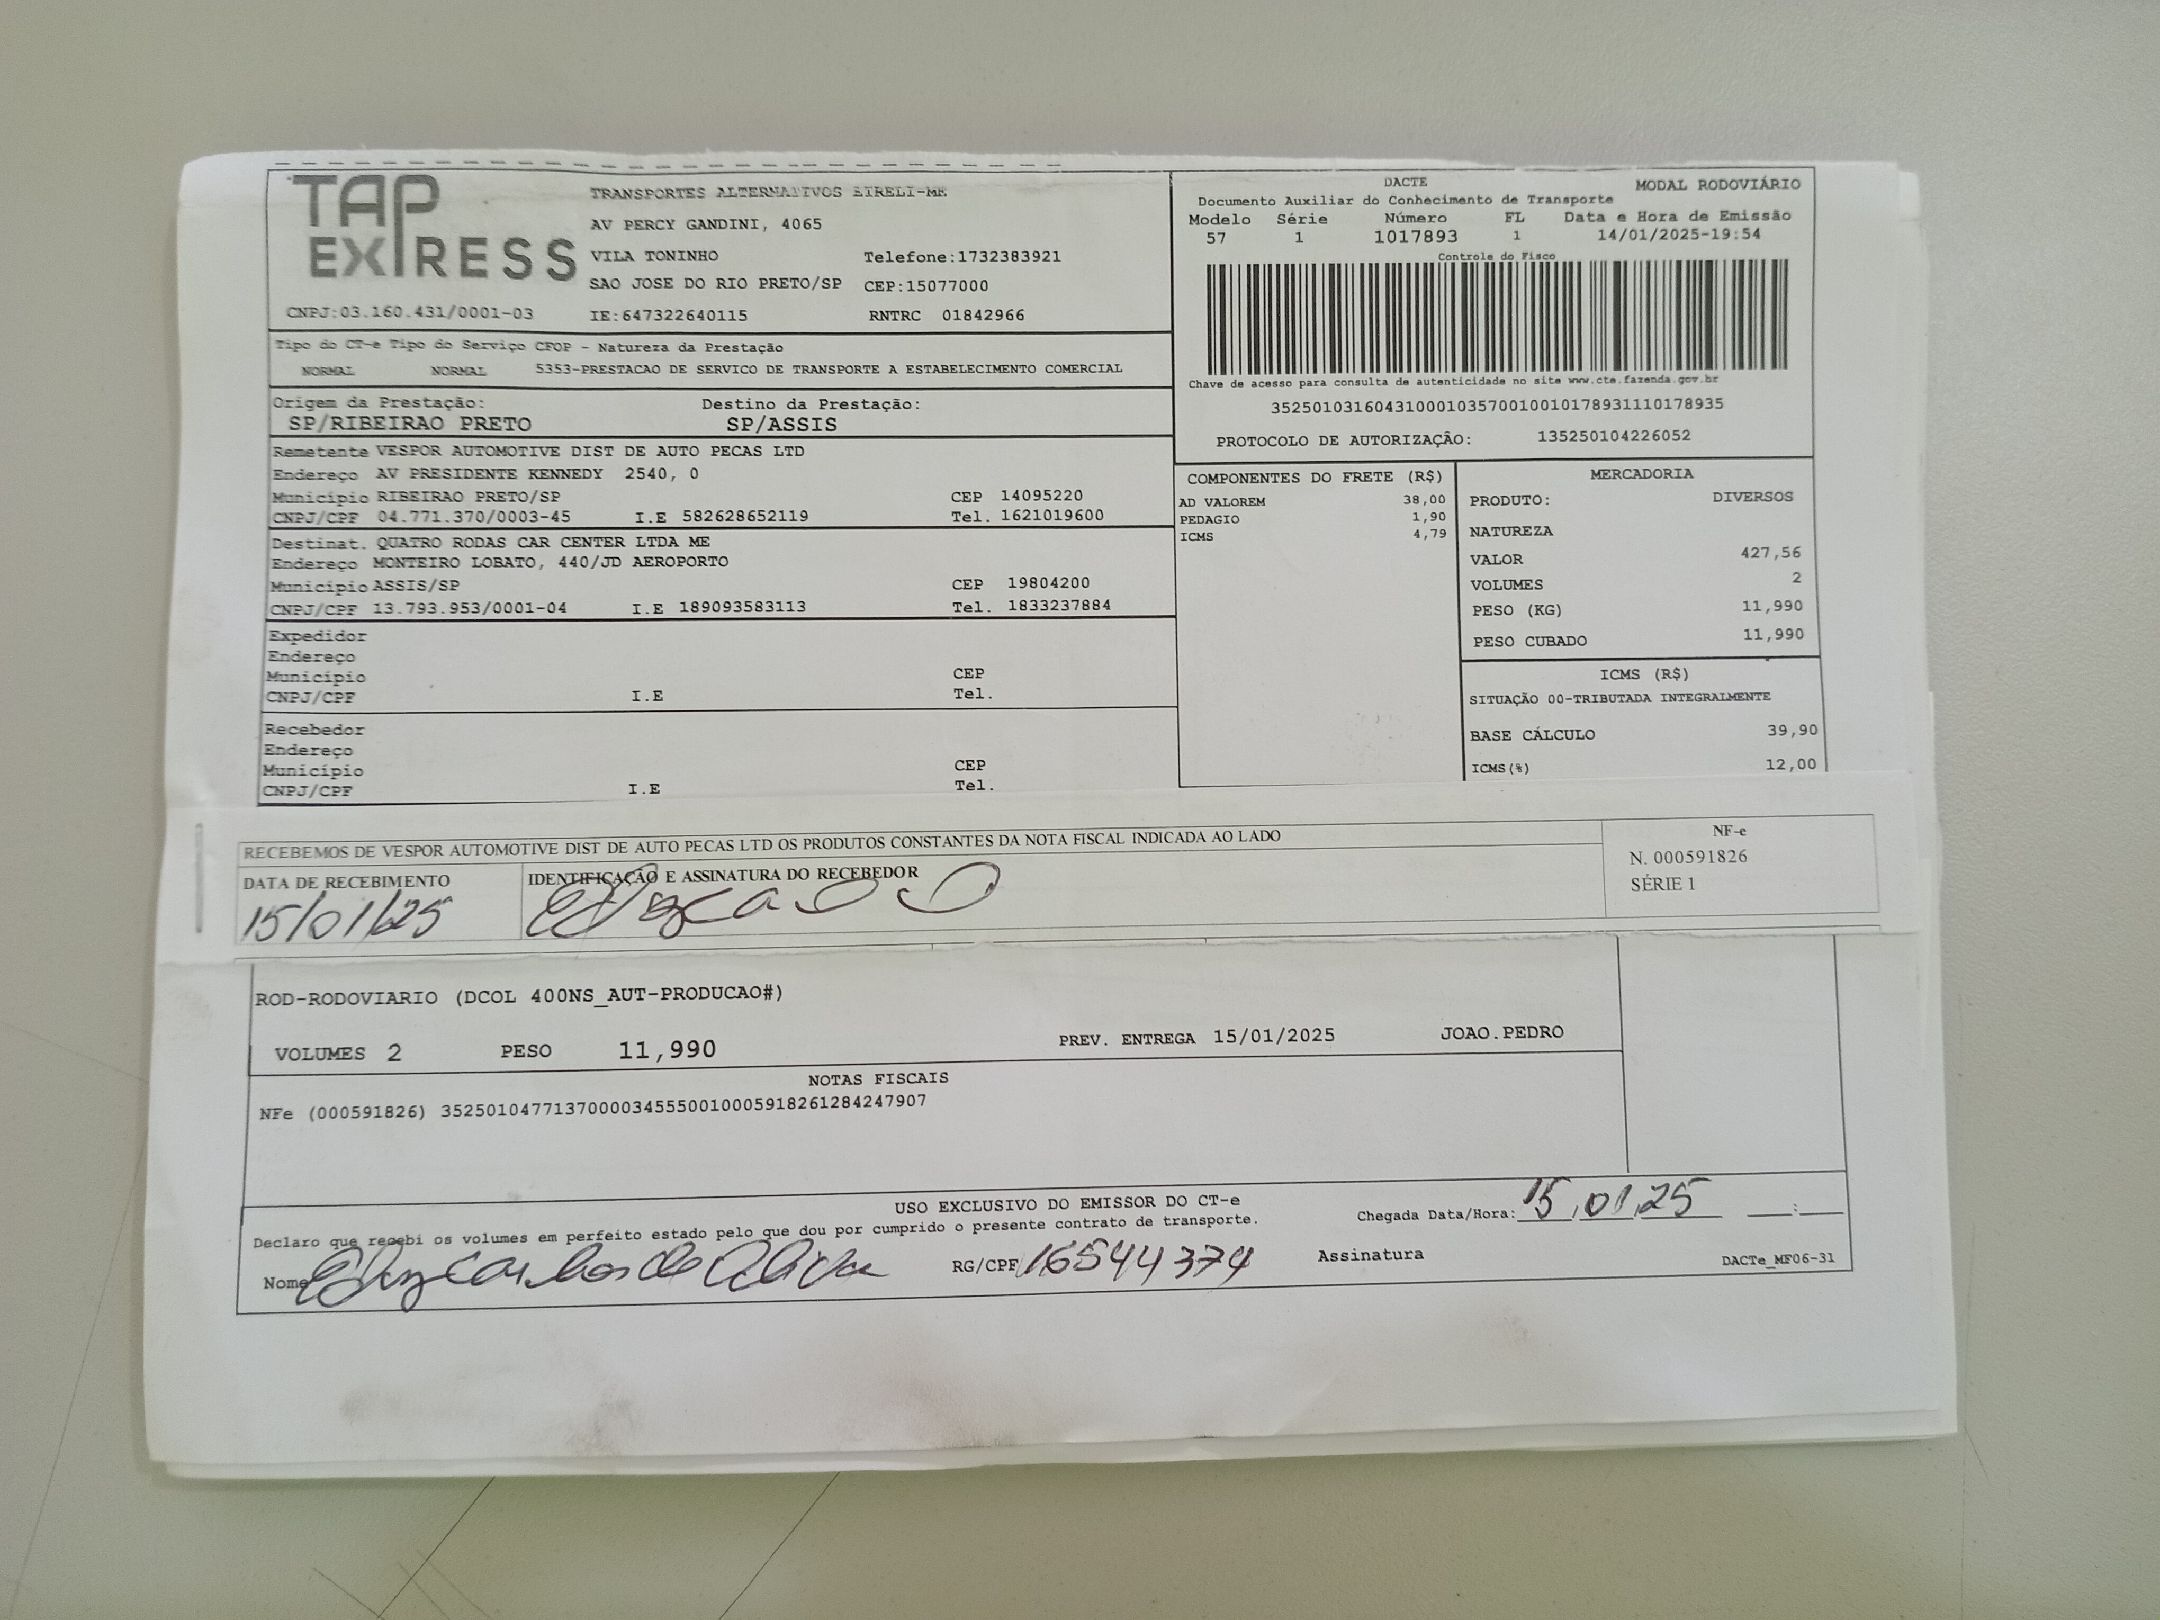 TAP EXPRESS
TRANSPORTES ALTERNATIVOS EIRELI-ME
AV PERCY GANDINI, 4065
VILA TONINHO Telefone:1732383921
SAO JOSE DO RIO PRETO/SP CEP:15077000
CNPJ:03.160.431/0001-03 IE:647322640115 RNTRC 01842966
DACTE MODAL RODOVIÁRIO
Documento Auxiliar do Conhecimento de Transporte
Modelo Série Número FL Data e Hora de Emissão
57 1 1017893 1 14/01/2025-19:54
Controle do Fisco
Chave de acesso para consulta de autenticidade no site www.cte.fazenda.gov.br
35250103160431000103570010010178931110178935
PROTOCOLO DE AUTORIZAÇÃO: 135250104226052
Tipo do CT-e Tipo do Serviço CFOP - Natureza da Prestação
NORMAL NORMAL 5353-PRESTACAO DE SERVICO DE TRANSPORTE A ESTABELECIMENTO COMERCIAL
Origem da Prestação: Destino da Prestação:
SP/RIBEIRAO PRETO SP/ASSIS
Remetente VESPOR AUTOMOTIVE DIST DE AUTO PECAS LTD
Endereço AV PRESIDENTE KENNEDY 2540, 0
Município RIBEIRAO PRETO/SP CEP 14095220
CNPJ/CPF 04.771.370/0003-45 I.E 582628652119 Tel. 1621019600
Destinat. QUATRO RODAS CAR CENTER LTDA ME
Endereço MONTEIRO LOBATO, 440/JD AEROPORTO
Município ASSIS/SP CEP 19804200
CNPJ/CPF 13.793.953/0001-04 I.E 189093583113 Tel. 1833237884
Expedidor
Endereço
Município CEP
CNPJ/CPF I.E Tel.
Recebedor
Endereço
Município CEP
CNPJ/CPF I.E Tel.
COMPONENTES DO FRETE (R$)
AD VALOREM 38,00
PEDAGIO 1,90
ICMS 4,79
MERCADORIA
PRODUTO: DIVERSOS
NATUREZA
VALOR 427,56
VOLUMES 2
PESO (KG) 11,990
PESO CUBADO 11,990
ICMS (R$)
SITUAÇÃO 00-TRIBUTADA INTEGRALMENTE
BASE CÁLCULO 39,90
ICMS(%) 12,00
RECEBEMOS DE VESPOR AUTOMOTIVE DIST DE AUTO PECAS LTD OS PRODUTOS CONSTANTES DA NOTA FISCAL INDICADA AO LADO
DATA DE RECEBIMENTO IDENTIFICAÇÃO E ASSINATURA DO RECEBEDOR
15/01/25
NF-e
N. 000591826
SÉRIE 1
ROD-RODOVIARIO (DCOL 400NS_AUT-PRODUCAO#)
VOLUMES 2 PESO 11,990 PREV. ENTREGA 15/01/2025 JOAO.PEDRO
NOTAS FISCAIS
NFe (000591826) 35250104771370000345550010005918261284247907
USO EXCLUSIVO DO EMISSOR DO CT-e
Declaro que recebi os volumes em perfeito estado pelo que dou por cumprido o presente contrato de transporte.
Chegada Data/Hora: 15/01/25 :
Nome RG/CPF 16544374 Assinatura DACTe_MF06-31